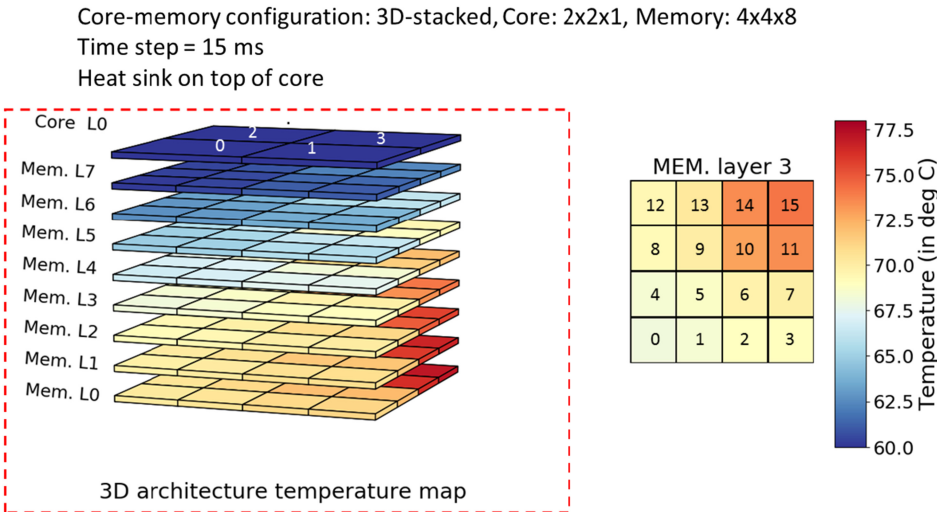 Core-memory configuration: 3D-stacked, Core: 2x2x1, Memory: 4x4x8
Time step = 15 ms
Heat sink on top of core
Core L0
2
3
0
1
Mem. L7
Mem. L6
Mem. L5
Mem. L4
Mem. L3
Mem. L2
Mem. L1
Mem. L0
3D architecture temperature map
MEM. layer 3
12 13 14 15
8 9 10 11
4 5 6 7
0 1 2 3
77.5
75.0
72.5
70.0
67.5
65.0
62.5
60.0
Temperature (in deg C)